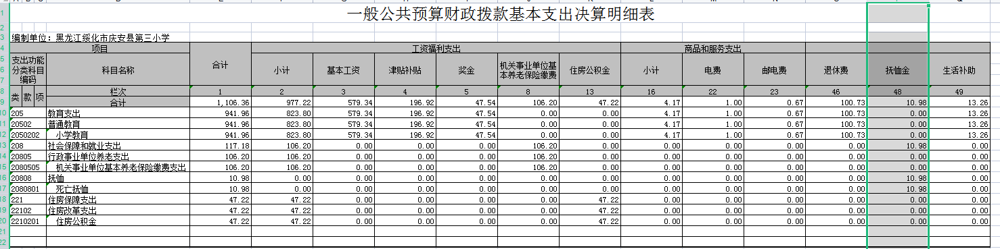 一般公共预算财政拨款基本支出决算明细表
编制单位：黑龙江绥化市庆安县第三小学
项目 合计 工资福利支出 商品和服务支出
支出功能分类科目编码 科目名称 小计 基本工资 津贴补贴 奖金 机关事业单位基本养老保险缴费 住房公积金 小计 电费 邮电费 退休费 抚恤金 生活补助
类 款 项 栏次 1 2 3 4 5 8 13 16 22 23 46 48 49
合计 1,106.36 977.22 579.34 196.92 47.54 106.20 47.22 4.17 1.00 0.67 100.73 10.98 13.26
205 教育支出 941.96 823.80 579.34 196.92 47.54 0.00 0.00 4.17 1.00 0.67 100.73 0.00 13.26
20502 普通教育 941.96 823.80 579.34 196.92 47.54 0.00 0.00 4.17 1.00 0.67 100.73 0.00 13.26
2050202 小学教育 941.96 823.80 579.34 196.92 47.54 0.00 0.00 4.17 1.00 0.67 100.73 0.00 13.26
208 社会保障和就业支出 117.18 106.20 0.00 0.00 0.00 106.20 0.00 0.00 0.00 0.00 0.00 10.98 0.00
20805 行政事业单位养老支出 106.20 106.20 0.00 0.00 0.00 106.20 0.00 0.00 0.00 0.00 0.00 0.00 0.00
2080505 机关事业单位基本养老保险缴费支出 106.20 106.20 0.00 0.00 0.00 106.20 0.00 0.00 0.00 0.00 0.00 0.00 0.00
20808 抚恤 10.98 0.00 0.00 0.00 0.00 0.00 0.00 0.00 0.00 0.00 0.00 10.98 0.00
2080801 死亡抚恤 10.98 0.00 0.00 0.00 0.00 0.00 0.00 0.00 0.00 0.00 0.00 10.98 0.00
221 住房保障支出 47.22 47.22 0.00 0.00 0.00 0.00 47.22 0.00 0.00 0.00 0.00 0.00 0.00
22102 住房改革支出 47.22 47.22 0.00 0.00 0.00 0.00 47.22 0.00 0.00 0.00 0.00 0.00 0.00
2210201 住房公积金 47.22 47.22 0.00 0.00 0.00 0.00 47.22 0.00 0.00 0.00 0.00 0.00 0.00